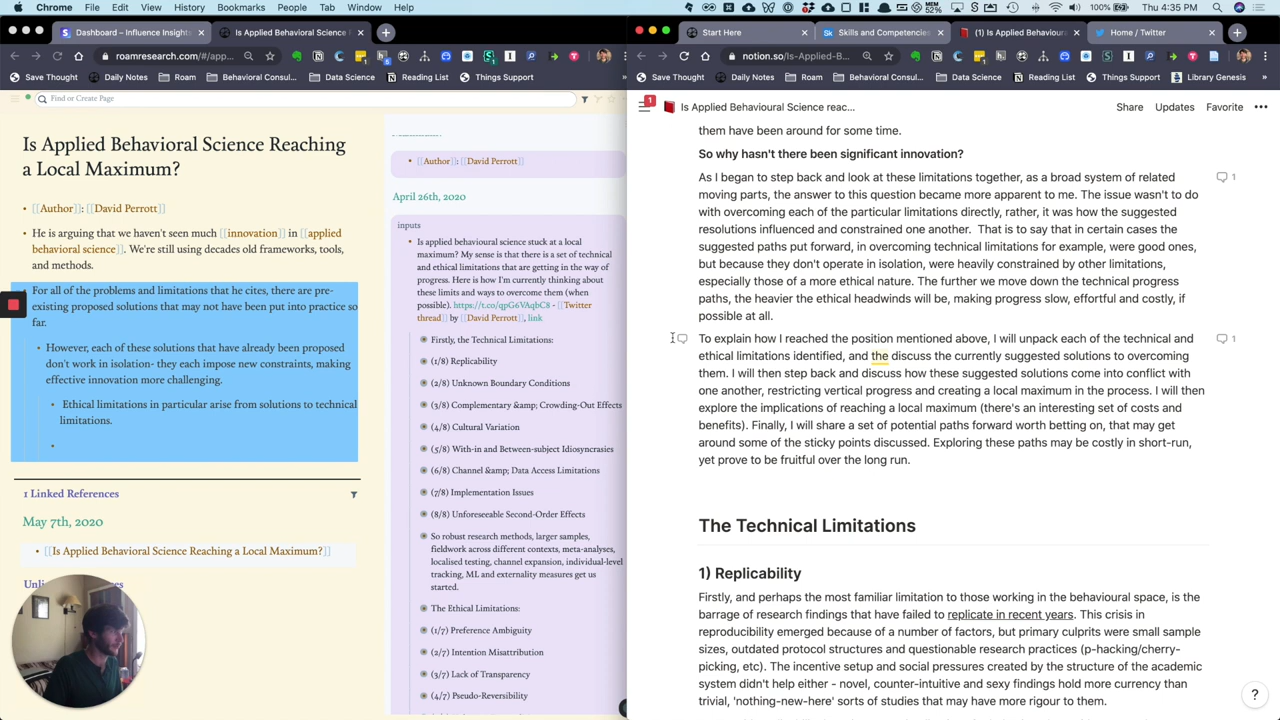 Chrome File Edit View History Bookmarks People Tab Window Help
100%
Thu May 7 4:35 PM
Dashboard – Influence Insights
Is Applied Behavioral Science R
roamresearch.com/#/app...
Save Thought
Reading List
Behavioral Consul...
Data Science
Reading List
Things Support
Find or Create Page
Is Applied Behavioral Science Reaching
a Local Maximum?
[[Author]]: [[David Perrott]]
He is arguing that we haven't seen much [[innovation]] in [[applied
behavioral science]]. We're still using decades old frameworks, tools,
and methods.
For all of the problems and limitations that he cites, there are pre-
existing proposed solutions that may not have been put into practice so
far.
However, each of these solutions that have already been proposed
don't work in isolation- they each impose new constraints, making
effective innovation more challenging.
Ethical limitations in particular arise from solutions to technical
limitations.
1 Linked References
May 7th, 2020
[[Is Applied Behavioral Science Reaching a Local Maximum?]]
[[Author]]: [[David Perrott]]
April 26th, 2020
inputs
Is applied behavioural science stuck at a local
maximum? My sense is that there is a set of technical
and ethical limitations that are getting in the way of
progress. Here is how I'm currently thinking about
these limits and ways to overcome them (when
possible). https://t.co/qpG6VAqbC8 - [[Twitter
thread]] by [[David Perrott]], link
Firstly, the Technical Limitations:
(1/8) Replicability
(2/8) Unknown Boundary Conditions
(3/8) Complementary &amp; Crowding-Out Effects
(4/8) Cultural Variation
(5/8) With-in and Between-subject Idiosyncrasies
(6/8) Channel &amp; Data Access Limitations
(7/8) Implementation Issues
(8/8) Unforeseeable Second-Order Effects
So robust research methods, larger samples,
fieldwork across different contexts, meta-analyses,
localised testing, channel expansion, individual-level
tracking, ML and externality measures get us
started.
The Ethical Limitations:
(1/7) Preference Ambiguity
(2/7) Intention Misattribution
(3/7) Lack of Transparency
(4/7) Pseudo-Reversibility
Start Here
Skills and Competencies
(1) Is Applied Behavioural
Home / Twitter
notion.so/Is-Applied-B...
Save Thought
Reading List
Behavioral Consul...
Data Science
Reading List
Things Support
Library Genesis
1
Is Applied Behavioural Science reac...
Share
Updates
Favorite
them have been around for some time.
So why hasn't there been significant innovation?
As I began to step back and look at these limitations together, as a broad system of related
moving parts, the answer to this question became more apparent to me. The issue wasn't to do
with overcoming each of the particular limitations directly, rather, it was how the suggested
resolutions influenced and constrained one another. That is to say that in certain cases the
suggested paths put forward, in overcoming technical limitations for example, were good ones,
but because they don't operate in isolation, were heavily constrained by other limitations,
especially those of a more ethical nature. The further we move down the technical progress
paths, the heavier the ethical headwinds will be, making progress slow, effortful and costly, if
possible at all.
1
To explain how I reached the position mentioned above, I will unpack each of the technical and
ethical limitations identified, and the discuss the currently suggested solutions to overcoming
them. I will then step back and discuss how these suggested solutions come into conflict with
one another, restricting vertical progress and creating a local maximum in the process. I will then
explore the implications of reaching a local maximum (there's an interesting set of costs and
benefits). Finally, I will share a set of potential paths forward worth betting on, that may get
around some of the sticky points discussed. Exploring these paths may be costly in short-run,
yet prove to be fruitful over the long run.
1
The Technical Limitations
1) Replicability
Firstly, and perhaps the most familiar limitation to those working in the behavioural space, is the
barrage of research findings that have failed to replicate in recent years. This crisis in
reproducibility emerged because of a number of factors, but primary culprits were small sample
sizes, outdated protocol structures and questionable research practices (p-hacking/cherry-
picking, etc). The incentive setup and social pressures created by the structure of the academic
system didn't help either - novel, counter-intuitive and sexy findings hold more currency than
trivial, 'nothing-new-here' sorts of studies that may have more rigour to them.
?